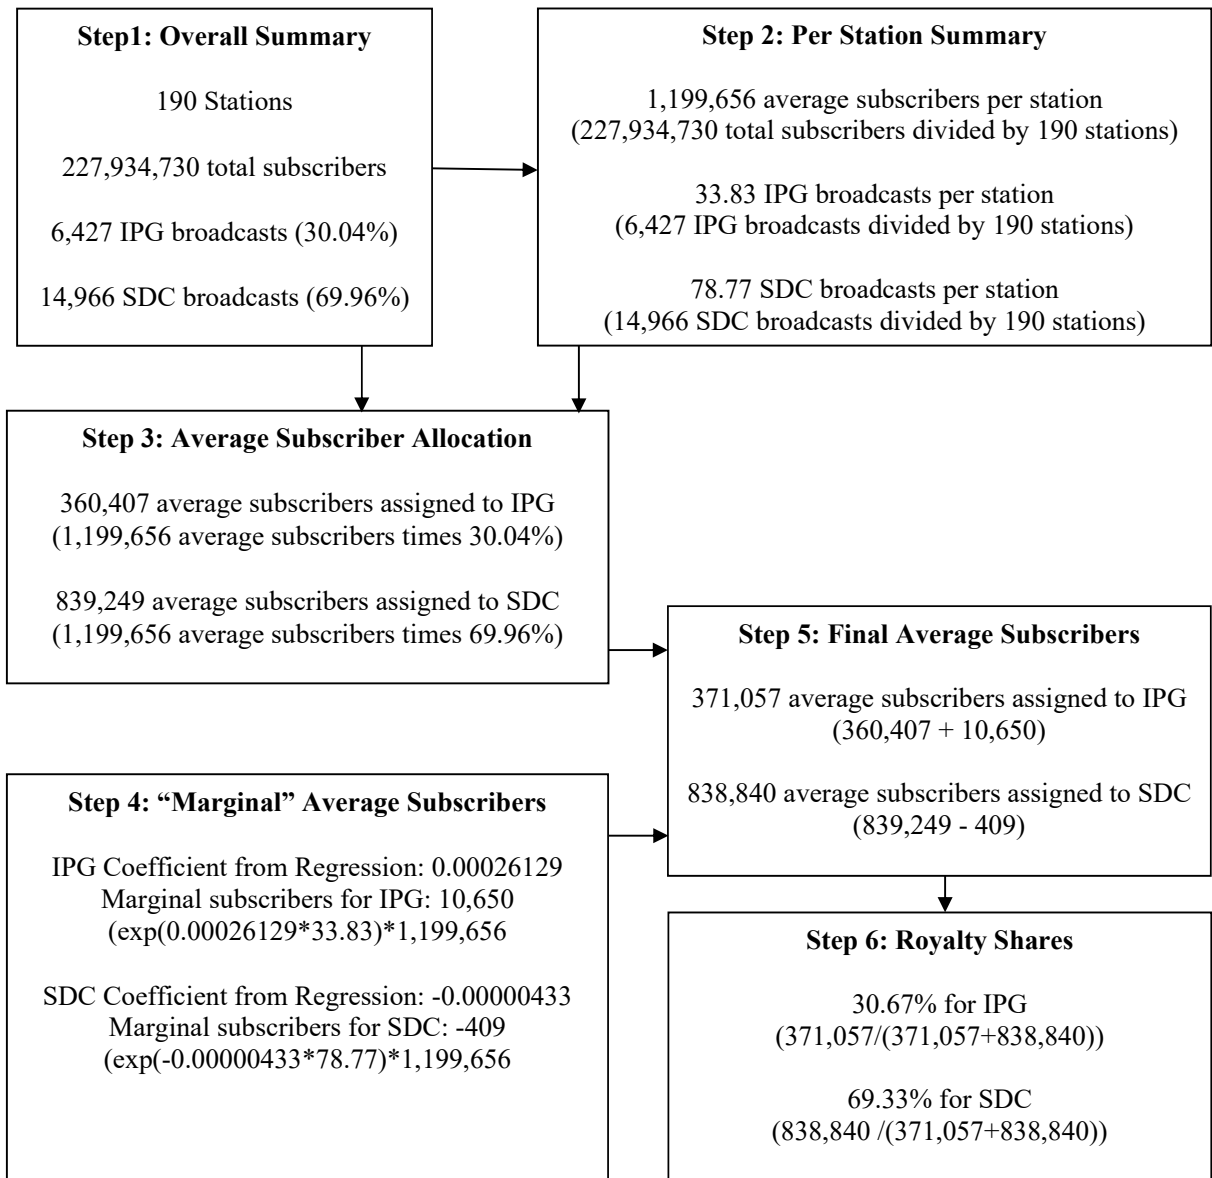 Step1: Overall Summary
190 Stations
227,934,730 total subscribers
6,427 IPG broadcasts (30.04%)
14,966 SDC broadcasts (69.96%)
Step 2: Per Station Summary
1,199,656 average subscribers per station
(227,934,730 total subscribers divided by 190 stations)
33.83 IPG broadcasts per station
(6,427 IPG broadcasts divided by 190 stations)
78.77 SDC broadcasts per station
(14,966 SDC broadcasts divided by 190 stations)
Step 3: Average Subscriber Allocation
360,407 average subscribers assigned to IPG
(1,199,656 average subscribers times 30.04%)
839,249 average subscribers assigned to SDC
(1,199,656 average subscribers times 69.96%)
Step 4: “Marginal” Average Subscribers
IPG Coefficient from Regression: 0.00026129
Marginal subscribers for IPG: 10,650
(exp(0.00026129*33.83)*1,199,656
SDC Coefficient from Regression: -0.00000433
Marginal subscribers for SDC: -409
(exp(-0.00000433*78.77)*1,199,656
Step 5: Final Average Subscribers
371,057 average subscribers assigned to IPG
(360,407 + 10,650)
838,840 average subscribers assigned to SDC
(839,249 - 409)
Step 6: Royalty Shares
30.67% for IPG
(371,057/(371,057+838,840))
69.33% for SDC
(838,840 /(371,057+838,840))